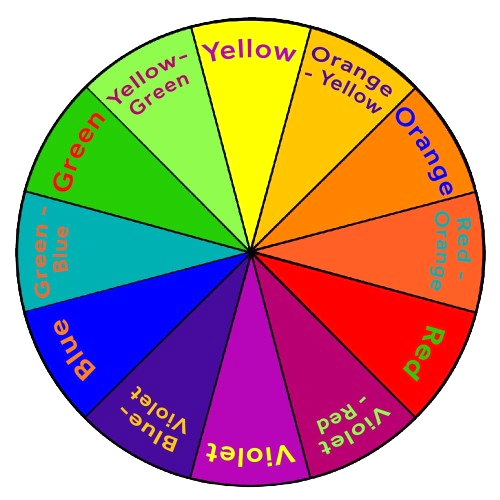 Yellow
Orange
- Yellow
Orange
Red -
Orange
Red
Violet
- Red
Violet
Blue-
Violet
Blue
Green -
Blue
Green
Yellow-
Green